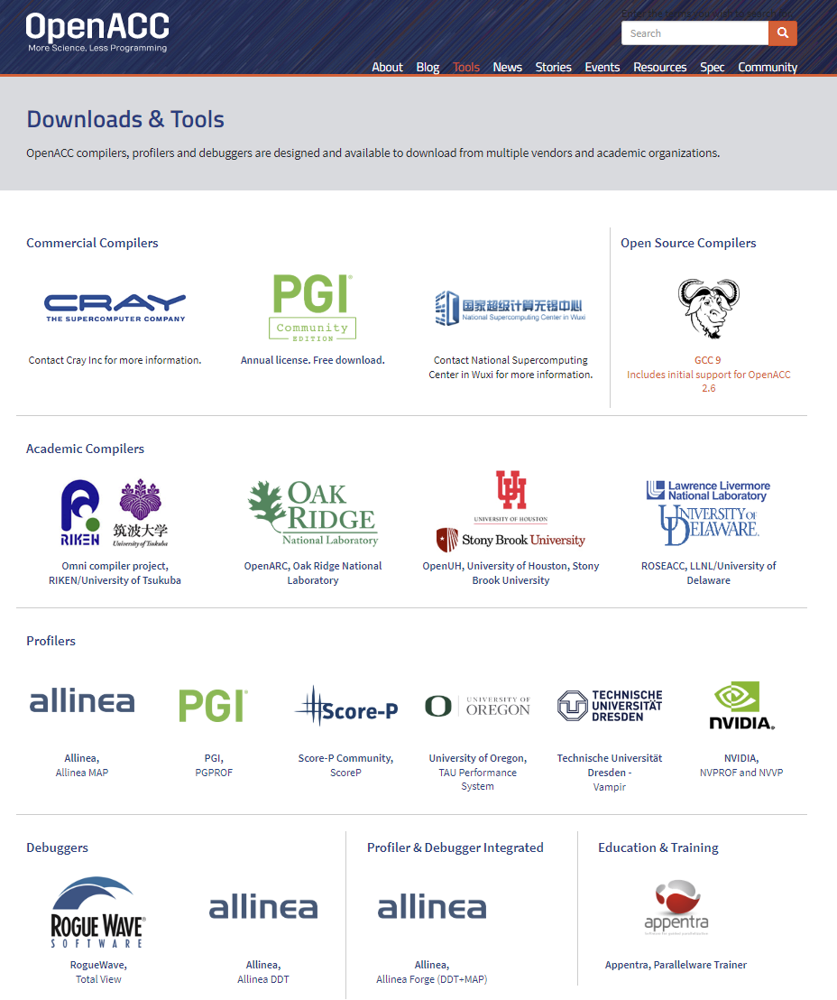 OpenACC
More Science, Less Programming
Search
About Blog Tools News Stories Events Resources Spec Community
Downloads & Tools
OpenACC compilers, profilers and debuggers are designed and available to download from multiple vendors and academic organizations.
Commercial Compilers
CRAY
THE SUPERCOMPUTER COMPANY
Contact Cray Inc for more information.
PGI®
Community
EDITION
Annual license. Free download.
国家超级计算无锡中心
National Supercomputing Center in Wuxi
Contact National Supercomputing
Center in Wuxi for more information.
Open Source Compilers
GCC 9
Includes initial support for OpenACC
2.6
Academic Compilers
RIKEN
筑波大学
University of Tsukuba
Omni compiler project,
RIKEN/University of Tsukuba
OAK
RIDGE
National Laboratory
OpenARC, Oak Ridge National
Laboratory
UH
UNIVERSITY OF HOUSTON
Stony Brook University
OpenUH, University of Houston, Stony
Brook University
Lawrence Livermore
National Laboratory
UNIVERSITY OF
DELAWARE.
ROSEACC, LLNL/University of
Delaware
Profilers
allinea
Allinea,
Allinea MAP
PGI®
PGI,
PGPROF
Score-P
Score-P Community,
ScoreP
O
UNIVERSITY OF
OREGON
University of Oregon,
TAU Performance
System
TECHNISCHE
UNIVERSITÄT
DRESDEN
Technische Universität
Dresden -
Vampir
NVIDIA.
NVIDIA,
NVPROF and NVVP
Debuggers
ROGUE WAVE®
SOFTWARE
RogueWave,
Total View
allinea
Allinea,
Allinea DDT
Profiler & Debugger Integrated
allinea
Allinea,
Allinea Forge (DDT+MAP)
Education & Training
appentra
Appentra, Parallelware Trainer